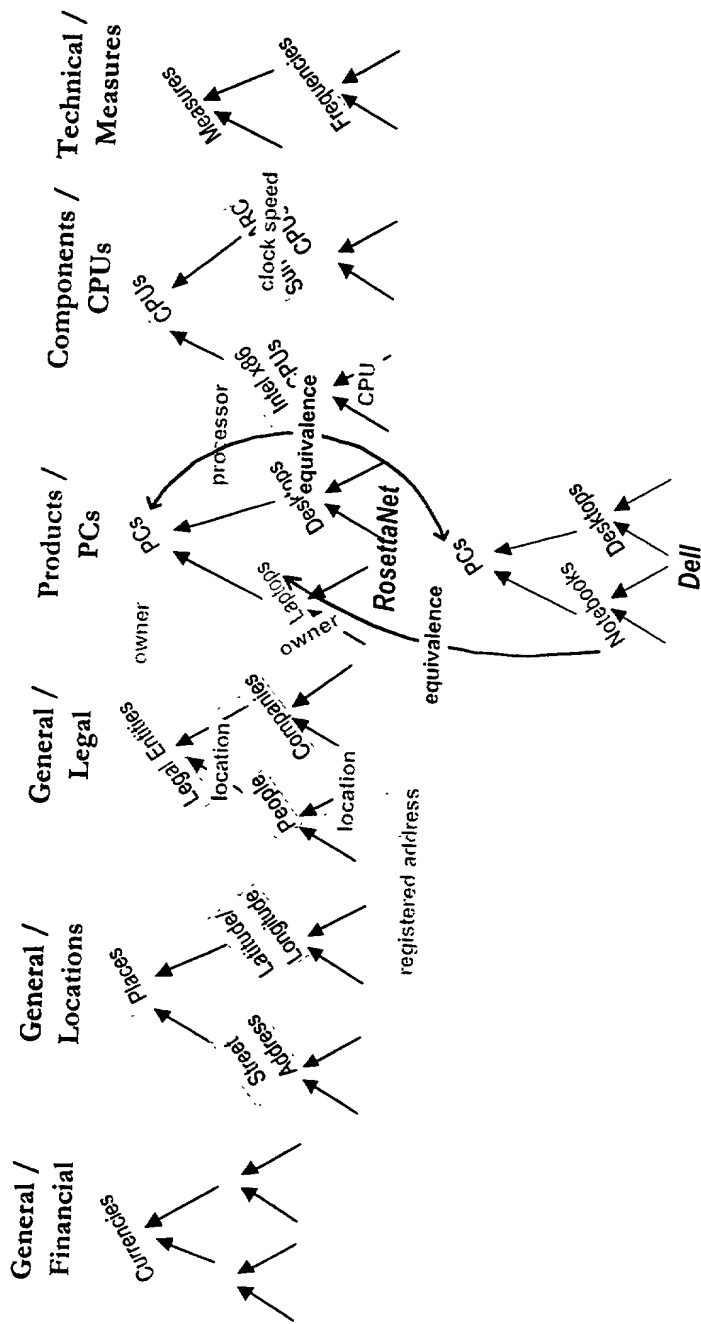 General /
Financial
General /
Locations
General /
Legal
Products /
PCs
Components /
CPUs
Technical /
Measures
Currencies
Places
Street
Address
Latitude/
Longitude
Legal Entities
location
People
Companies
location
registered address
owner
PCs
Laptops
owner
Desktops
RosettaNet
processor
equivalence
CPUs
Intel x86
CPUs
CPU
clock speed
Sun
CPU
Measures
Frequencies
equivalence
PCs
Notebooks
Desktops
Dell